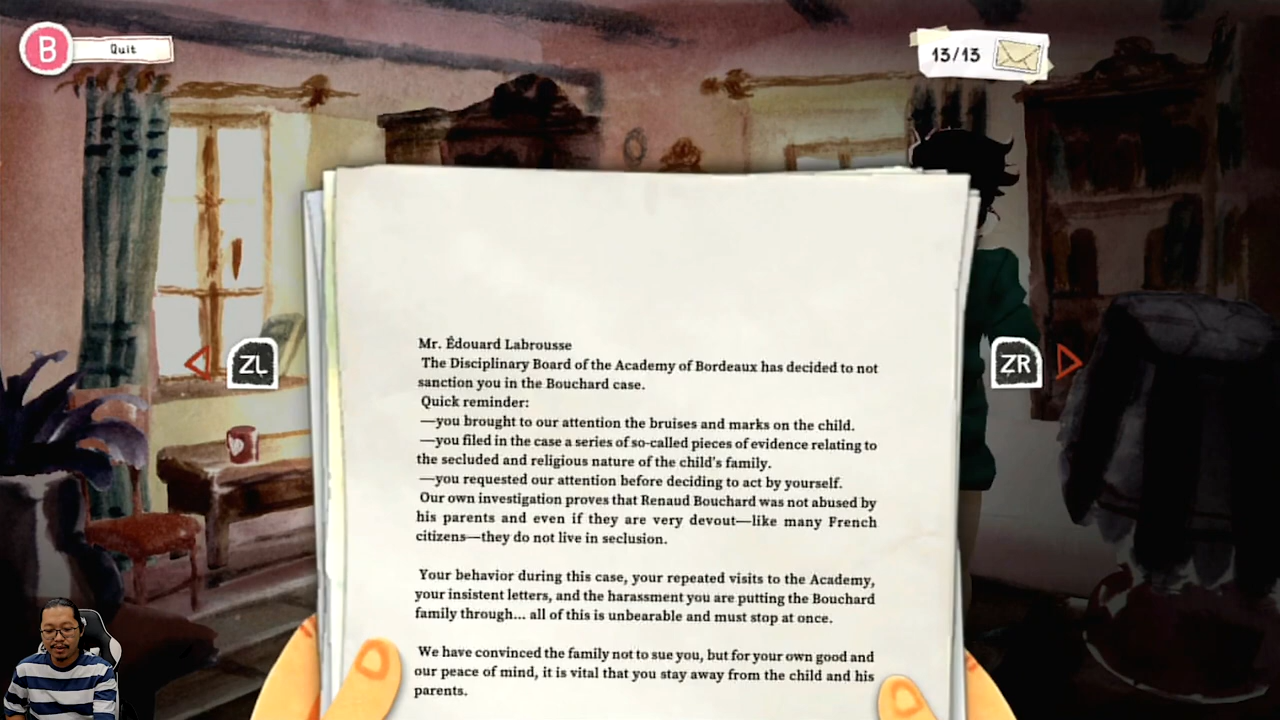 B Quit
13/13
ZL
ZR
Mr. Édouard Labrousse
The Disciplinary Board of the Academy of Bordeaux has decided to not
sanction you in the Bouchard case.
Quick reminder:
—you brought to our attention the bruises and marks on the child.
—you filed in the case a series of so-called pieces of evidence relating to
the secluded and religious nature of the child's family.
—you requested our attention before deciding to act by yourself.
Our own investigation proves that Renaud Bouchard was not abused by
his parents and even if they are very devout—like many French
citizens—they do not live in seclusion.
Your behavior during this case, your repeated visits to the Academy,
your insistent letters, and the harassment you are putting the Bouchard
family through... all of this is unbearable and must stop at once.
We have convinced the family not to sue you, but for your own good and
our peace of mind, it is vital that you stay away from the child and his
parents.